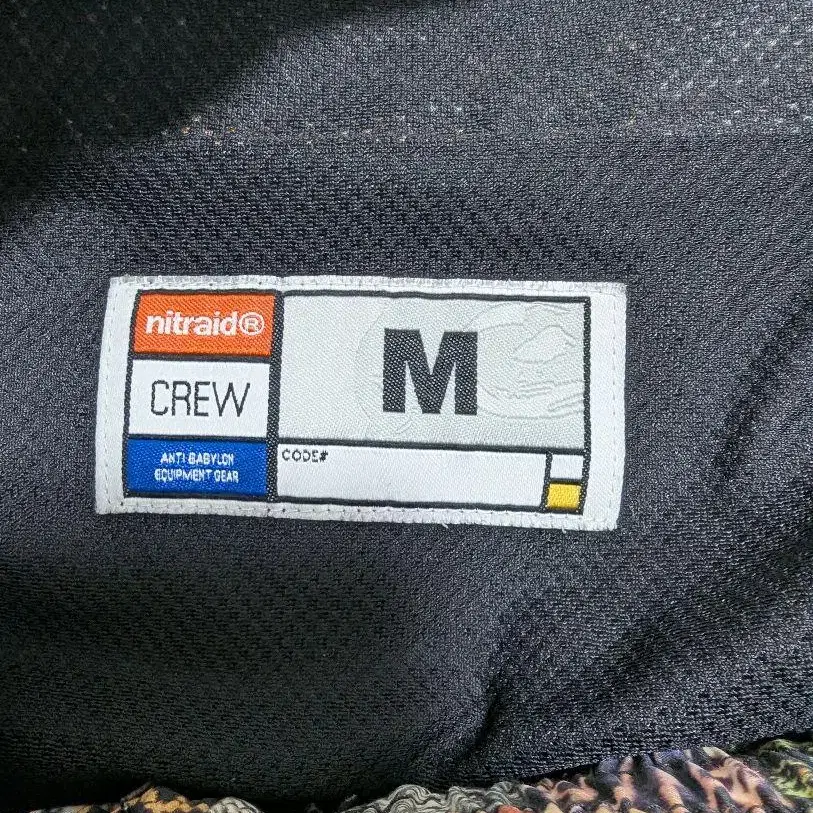 nitraid®
CREW
ANTI BABYLON
EQUIPMENT GEAR
M
CODE#